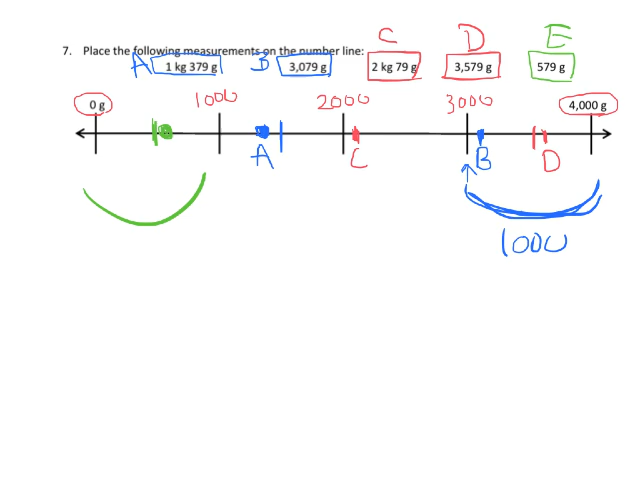 C D E
7. Place the following measurements on the number line:
A 1 kg 379 g B 3,079 g 2 kg 79 g 3,579 g 579 g
0 g 1000 2000 3000 4,000 g
A C B D
1000